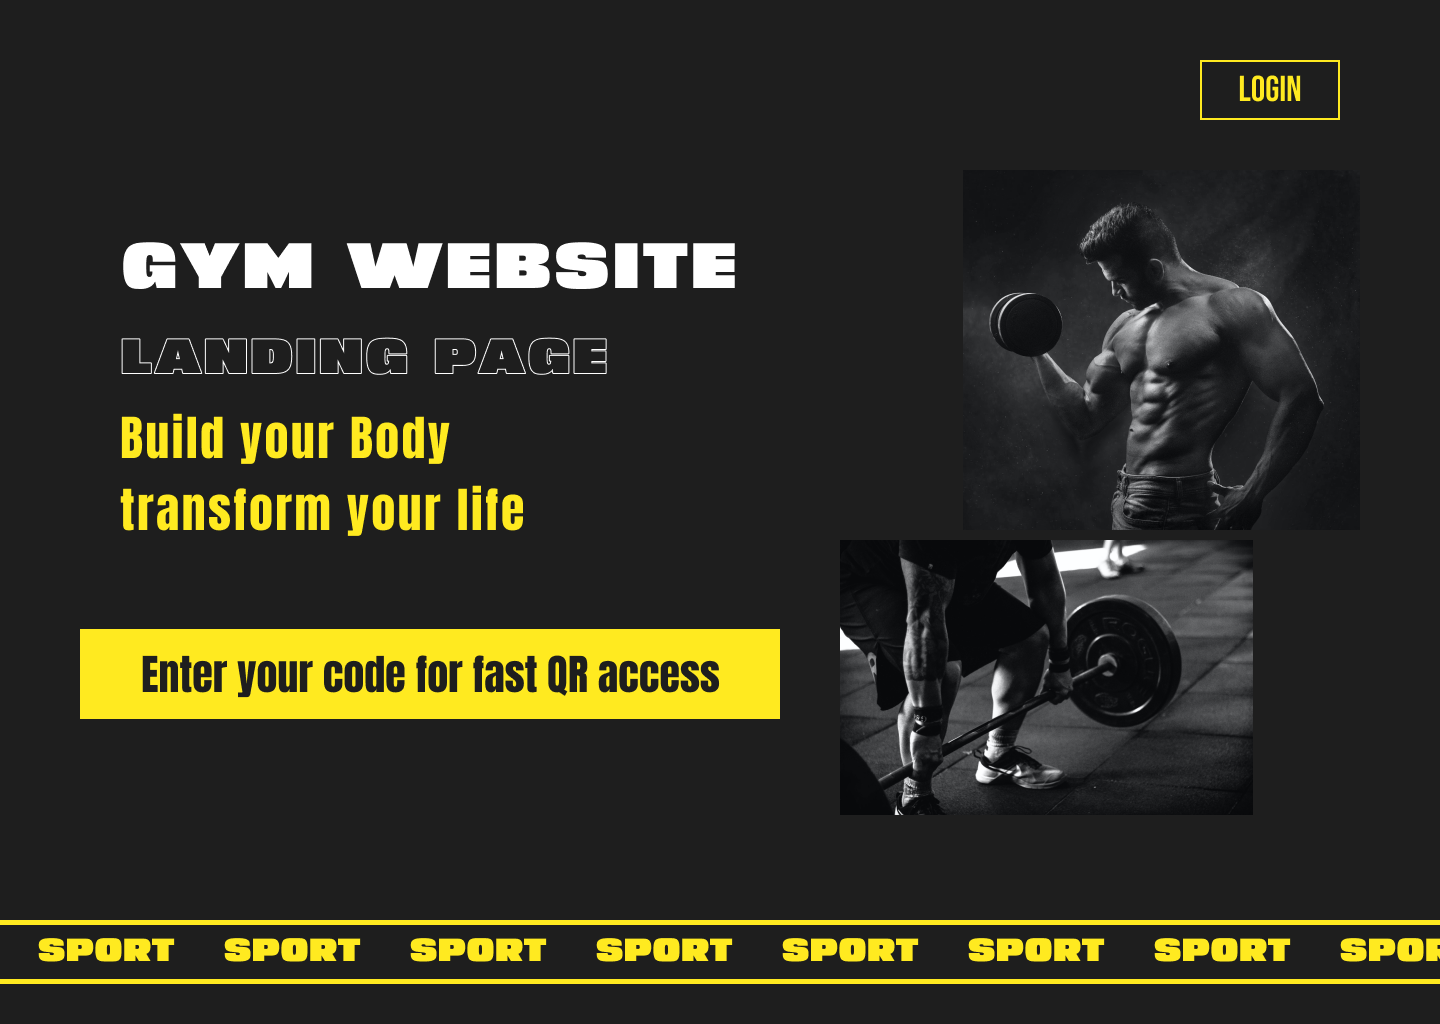 LOGIN
GYM WEBSITE
LANDING PAGE
Build your Body
transform your life
Enter your code for fast QR access
SPORT SPORT SPORT SPORT SPORT SPORT SPORT SPOR